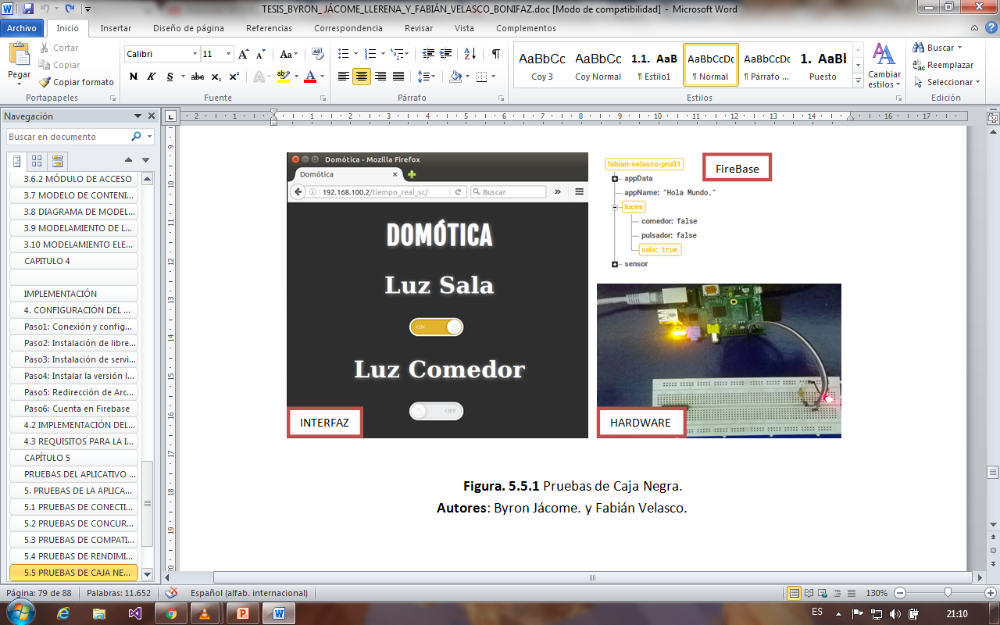 TESIS_BYRON_JÁCOME_LLERENA_Y_FABIÁN_VELASCO_BONIFAZ.doc [Modo de compatibilidad] - Microsoft Word
Archivo Inicio Insertar Diseño de página Referencias Correspondencia Revisar Vista Complementos
Pegar
Cortar
Copiar
Copiar formato
Portapapeles
Calibri 11
Fuente
Párrafo
AaBbCc AaBbCc 1.1. AaB AaBbCcDc AaBbCcDc 1. AaBb
Coy 3 Coy Normal ¶ Estilo1 ¶ Normal ¶ Párrafo ... Puesto
Estilos
Cambiar estilos
Buscar
Reemplazar
Seleccionar
Edición
Navegación
Buscar en documento
3.6.2 MÓDULO DE ACCESO
3.7 MODELO DE CONTENI...
3.8 DIAGRAMA DE MODEL...
3.9 MODELAMIENTO DE L...
3.10 MODELAMIENTO ELE...
CAPITULO 4
IMPLEMENTACIÓN
4. CONFIGURACIÓN DEL ...
Paso1: Conexión y config...
Paso2: Instalación de libre...
Paso3: Instalación de servi...
Paso4: Instalar la versión l...
Paso5: Redirección de Arc...
Paso6: Cuenta en Firebase
4.2 IMPLEMENTACIÓN DEL...
4.3 REQUISITOS PARA LA I...
CAPÍTULO 5
PRUEBAS DEL APLICATIVO ...
5. PRUEBAS DE LA APLICA...
5.1 PRUEBAS DE CONECTI...
5.2 PRUEBAS DE CONCUR...
5.3 PRUEBAS DE COMPATI...
5.4 PRUEBAS DE RENDIMI...
5.5 PRUEBAS DE CAJA NE...
Domótica - Mozilla Firefox
Domótica
192.168.100.2/tiempo_real_sc/
Buscar
DOMÓTICA
Luz Sala
ON
Luz Comedor
OFF
INTERFAZ
fabian-velasco-pru01
FireBase
appData
appName: "Hola Mundo."
luces
comedor: false
pulsador: false
sala: true
sensor
HARDWARE
Figura. 5.5.1 Pruebas de Caja Negra.
Autores: Byron Jácome. y Fabián Velasco.
Página: 79 de 88 Palabras: 11.652 Español (alfab. internacional) 130%
ES 21:10